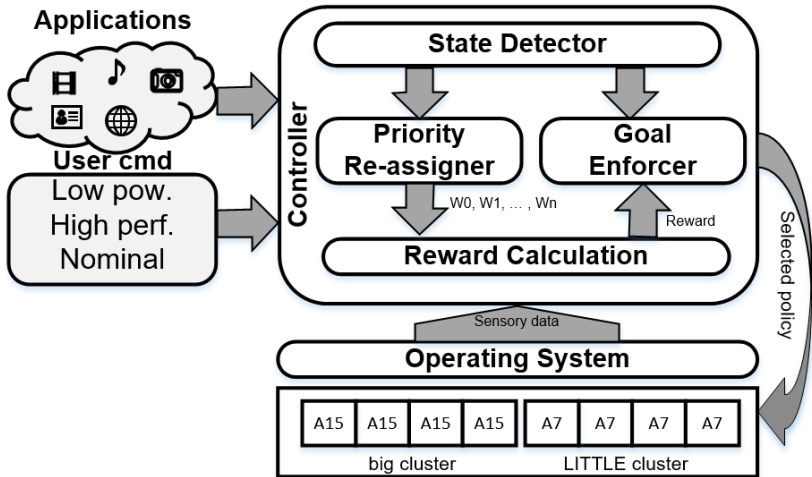 Applications
User cmd
Low pow.
High perf.
Nominal
Controller
State Detector
Priority
Re-assigner
Goal
Enforcer
W0, W1, ... , Wn
Reward
Reward Calculation
Selected policy
Sensory data
Operating System
A15 A15 A15 A15 A7 A7 A7 A7
big cluster LITTLE cluster